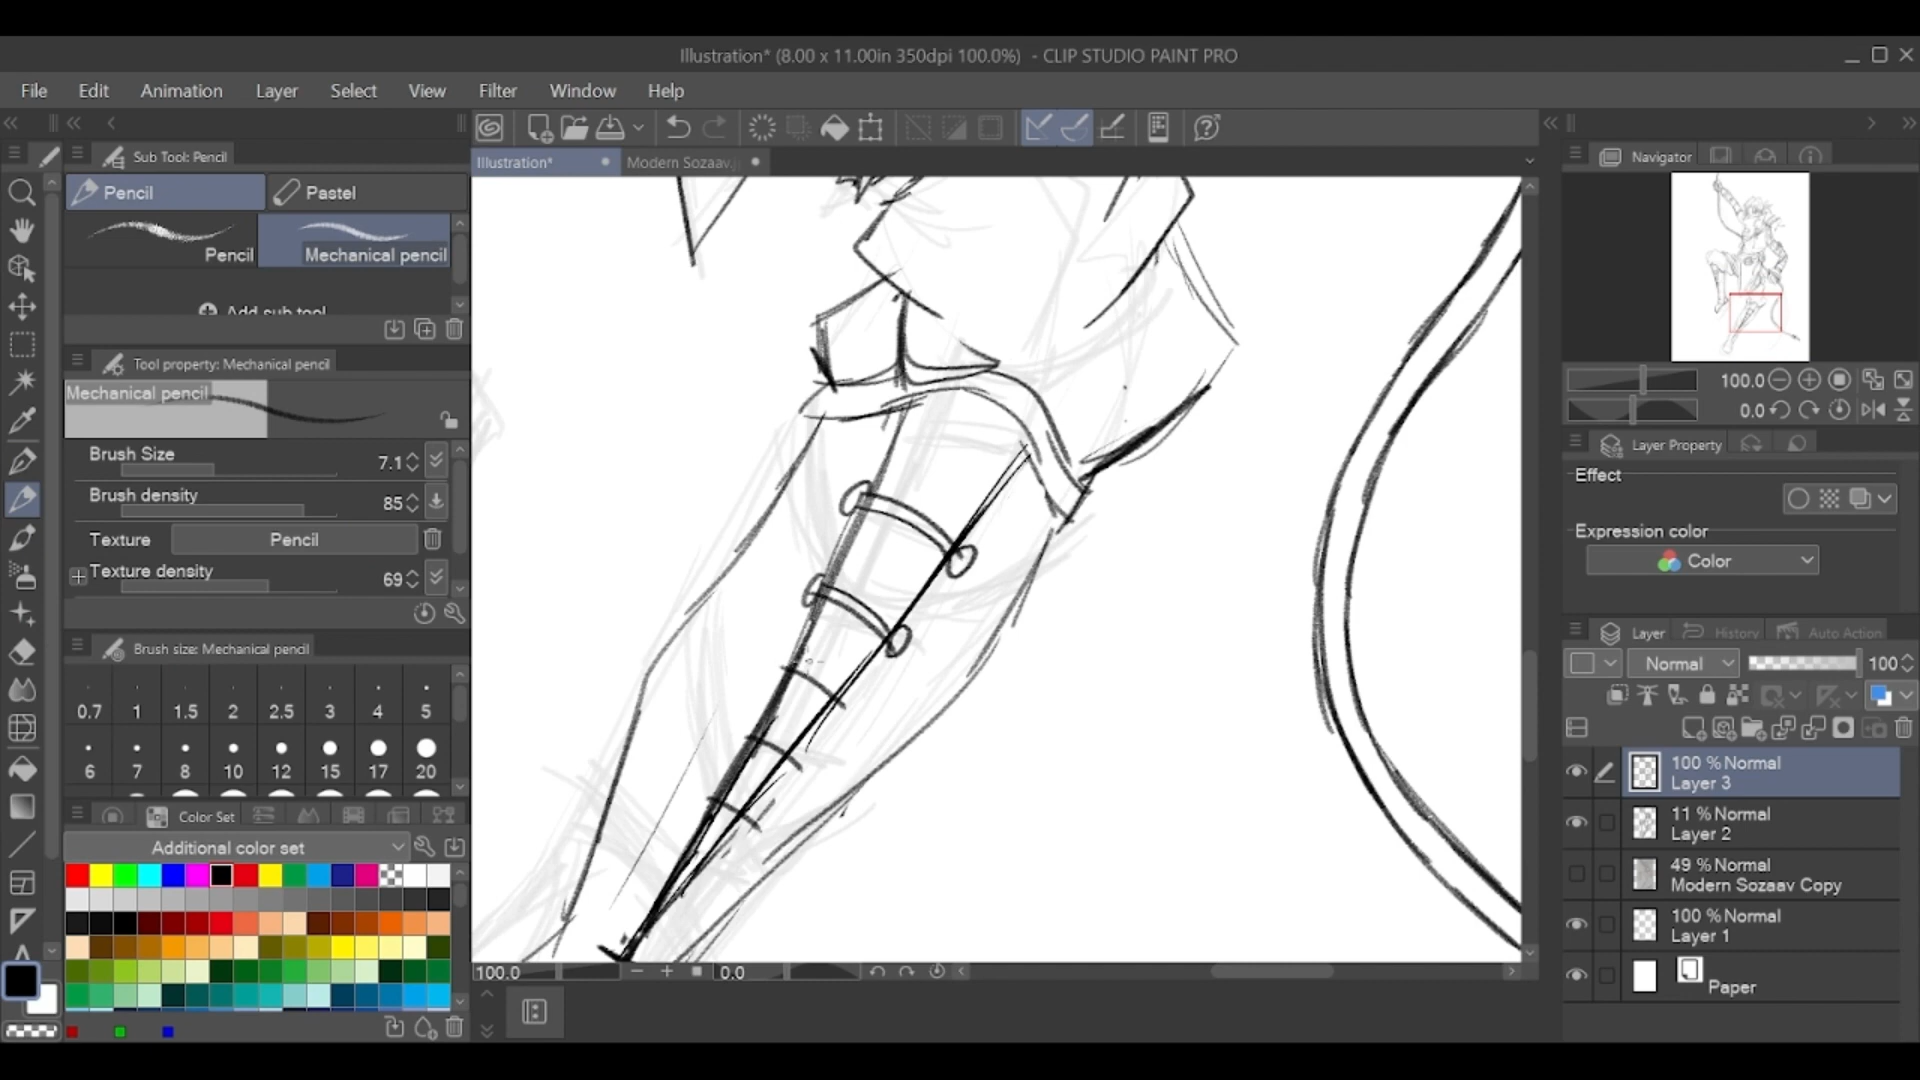 Illustration* (8.00 x 11.00in 350dpi 100.0%) - CLIP STUDIO PAINT PRO
File Edit Animation Layer Select View Filter Window Help
Sub Tool: Pencil
Pencil Pastel
Pencil Mechanical pencil
Add sub tool
Tool property: Mechanical pencil
Mechanical pencil
Brush Size 7.1
Brush density 85
Texture Pencil
Texture density 69
Brush size: Mechanical pencil
0.7 1 1.5 2 2.5 3 4 5
6 7 8 10 12 15 17 20
Color Set
Additional color set
Illustration* Modern Sozaav.j
100.0 0.0
Navigator
100.0
0.0
Layer Property
Effect
Expression color
Color
Layer History Auto Action
Normal 100
100 % Normal
Layer 3
11 % Normal
Layer 2
49 % Normal
Modern Sozaav Copy
100 % Normal
Layer 1
Paper